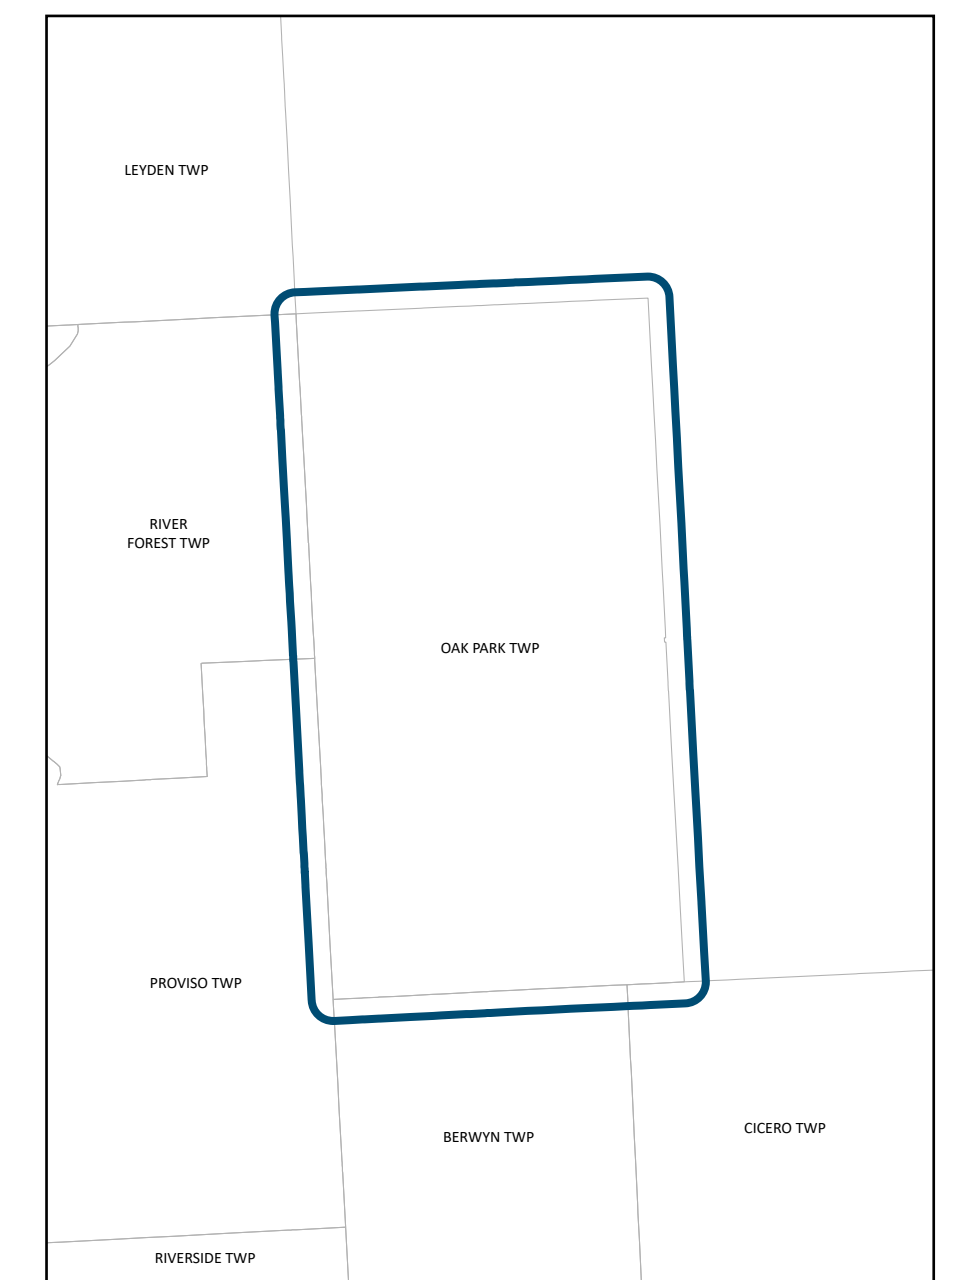 LEYDEN TWP
RIVER
FOREST TWP
OAK PARK TWP
PROVISO TWP
CICERO TWP
BERWYN TWP
RIVERSIDE TWP